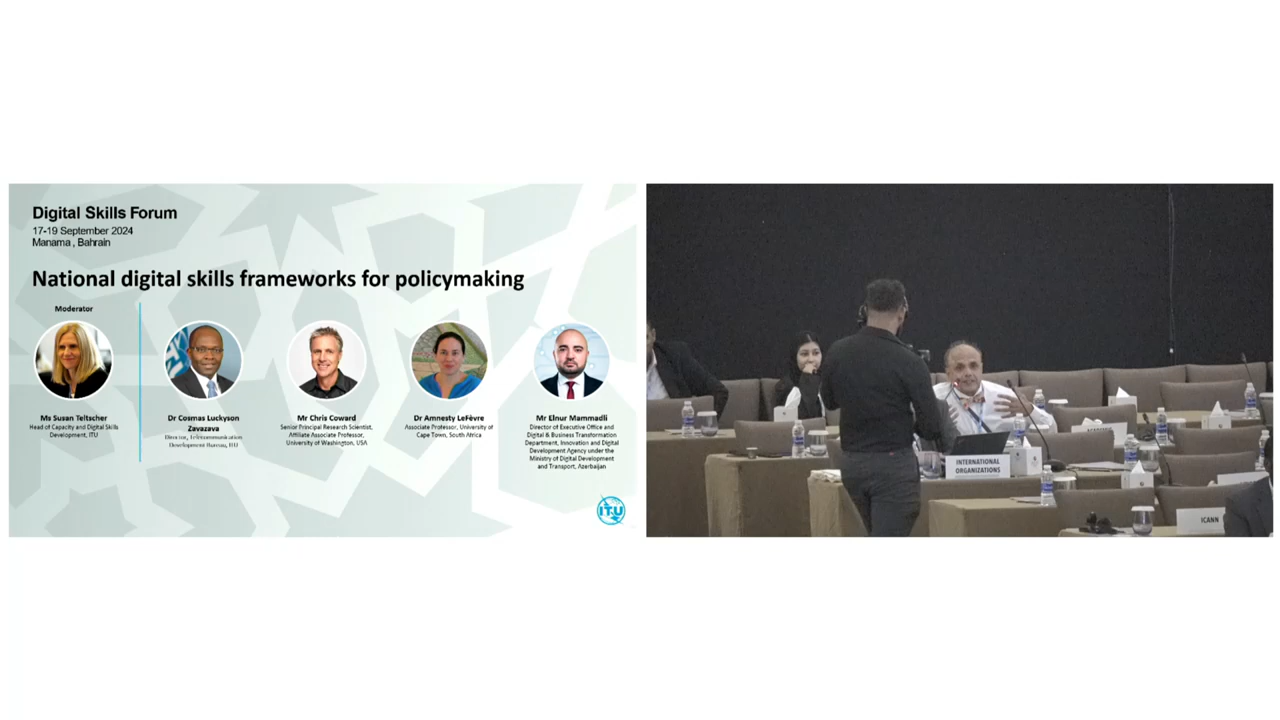 Digital Skills Forum
17-19 September 2024
Manama , Bahrain
National digital skills frameworks for policymaking
Moderator
Ms Susan Teltscher
Head of Capacity and Digital Skills
Development, ITU
Dr Cosmas Luckyson
Zavazava
Director, Telecommunication
Development Bureau, ITU
Mr Chris Coward
Senior Principal Research Scientist,
Affiliate Associate Professor,
University of Washington, USA
Dr Amnesty LeFèvre
Associate Professor, University of
Cape Town, South Africa
Mr Elnur Mammadli
Director of Executive Office and
Digital & Business Transformation
Department, Innovation and Digital
Development Agency under the
Ministry of Digital Development
and Transport, Azerbaijan
ITU
INTERNATIONAL
ORGANIZATIONS
ICANN